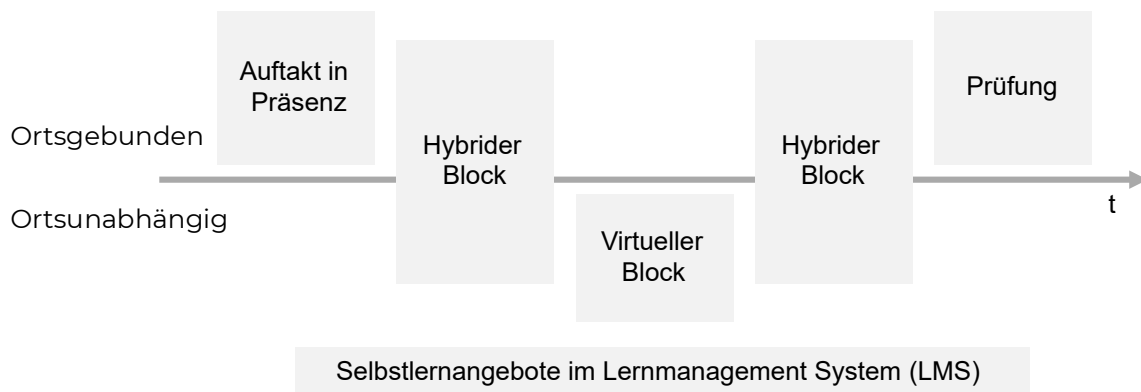 Auftakt in
Präsenz
Prüfung
Ortsgebunden
Hybrider
Block
Hybrider
Block
t
Ortsunabhängig
Virtueller
Block
Selbstlernangebote im Lernmanagement System (LMS)